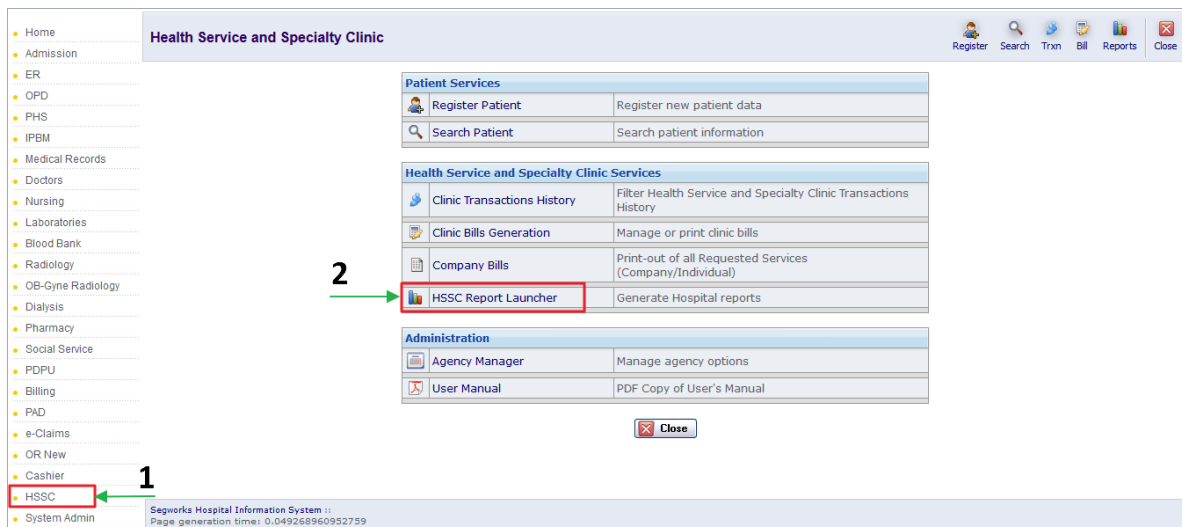 Home
Admission
ER
OPD
PHS
IPBM
Medical Records
Doctors
Nursing
Laboratories
Blood Bank
Radiology
OB-Gyne Radiology
Dialysis
Pharmacy
Social Service
PDPU
Billing
PAD
e-Claims
OR New
Cashier
HSSC
System Admin
1
Health Service and Specialty Clinic
Register Search Trxn Bill Reports Close
Patient Services
Register Patient Register new patient data
Search Patient Search patient information
Health Service and Specialty Clinic Services
Clinic Transactions History Filter Health Service and Specialty Clinic Transactions
History
Clinic Bills Generation Manage or print clinic bills
Company Bills Print-out of all Requested Services
(Company/Individual)
2
HSSC Report Launcher Generate Hospital reports
Administration
Agency Manager Manage agency options
User Manual PDF Copy of User's Manual
Close
Segworks Hospital Information System ::
Page generation time: 0.049268960952759